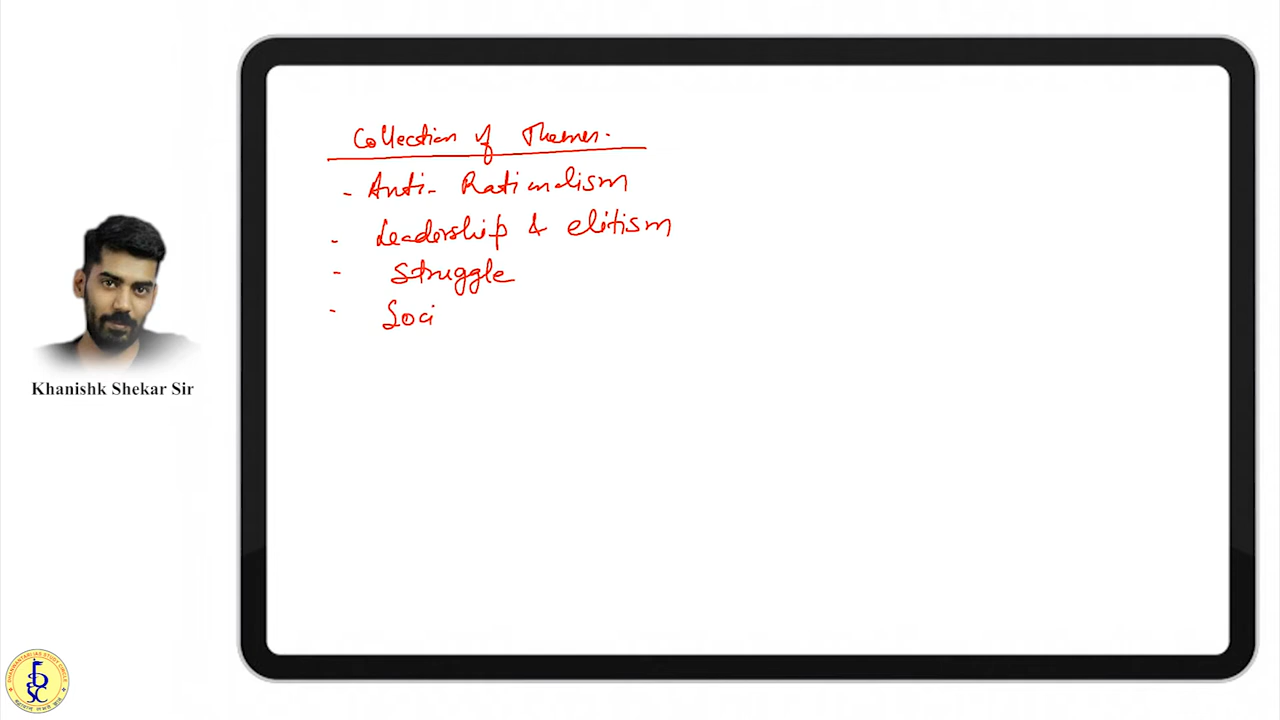 Collection of Themes.
- Anti-Rationalism
- Leadership & elitism
- Struggle
- Soci
Khanishk Shekar Sir